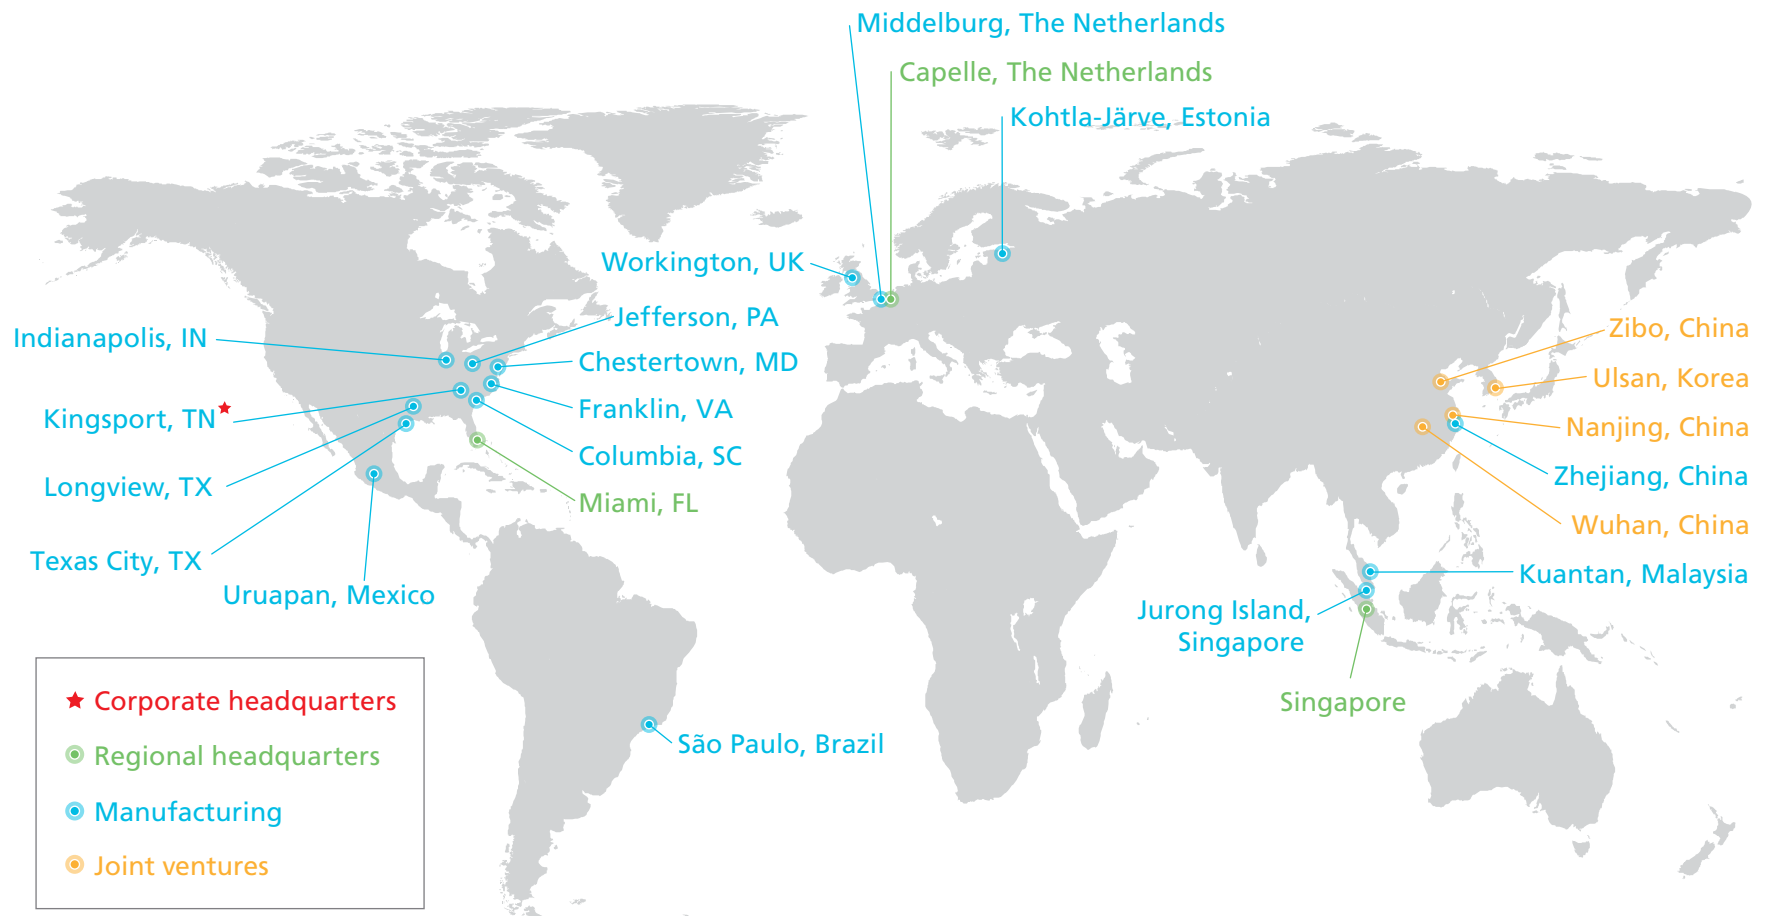 Middelburg, The Netherlands
Capelle, The Netherlands
Kohtla-Järve, Estonia
Workington, UK
Jefferson, PA
Indianapolis, IN
Chestertown, MD
Kingsport, TN
Franklin, VA
Columbia, SC
Longview, TX
Miami, FL
Texas City, TX
Uruapan, Mexico
São Paulo, Brazil
Zibo, China
Ulsan, Korea
Nanjing, China
Zhejiang, China
Wuhan, China
Kuantan, Malaysia
Jurong Island,
Singapore
Singapore
Corporate headquarters
Regional headquarters
Manufacturing
Joint ventures